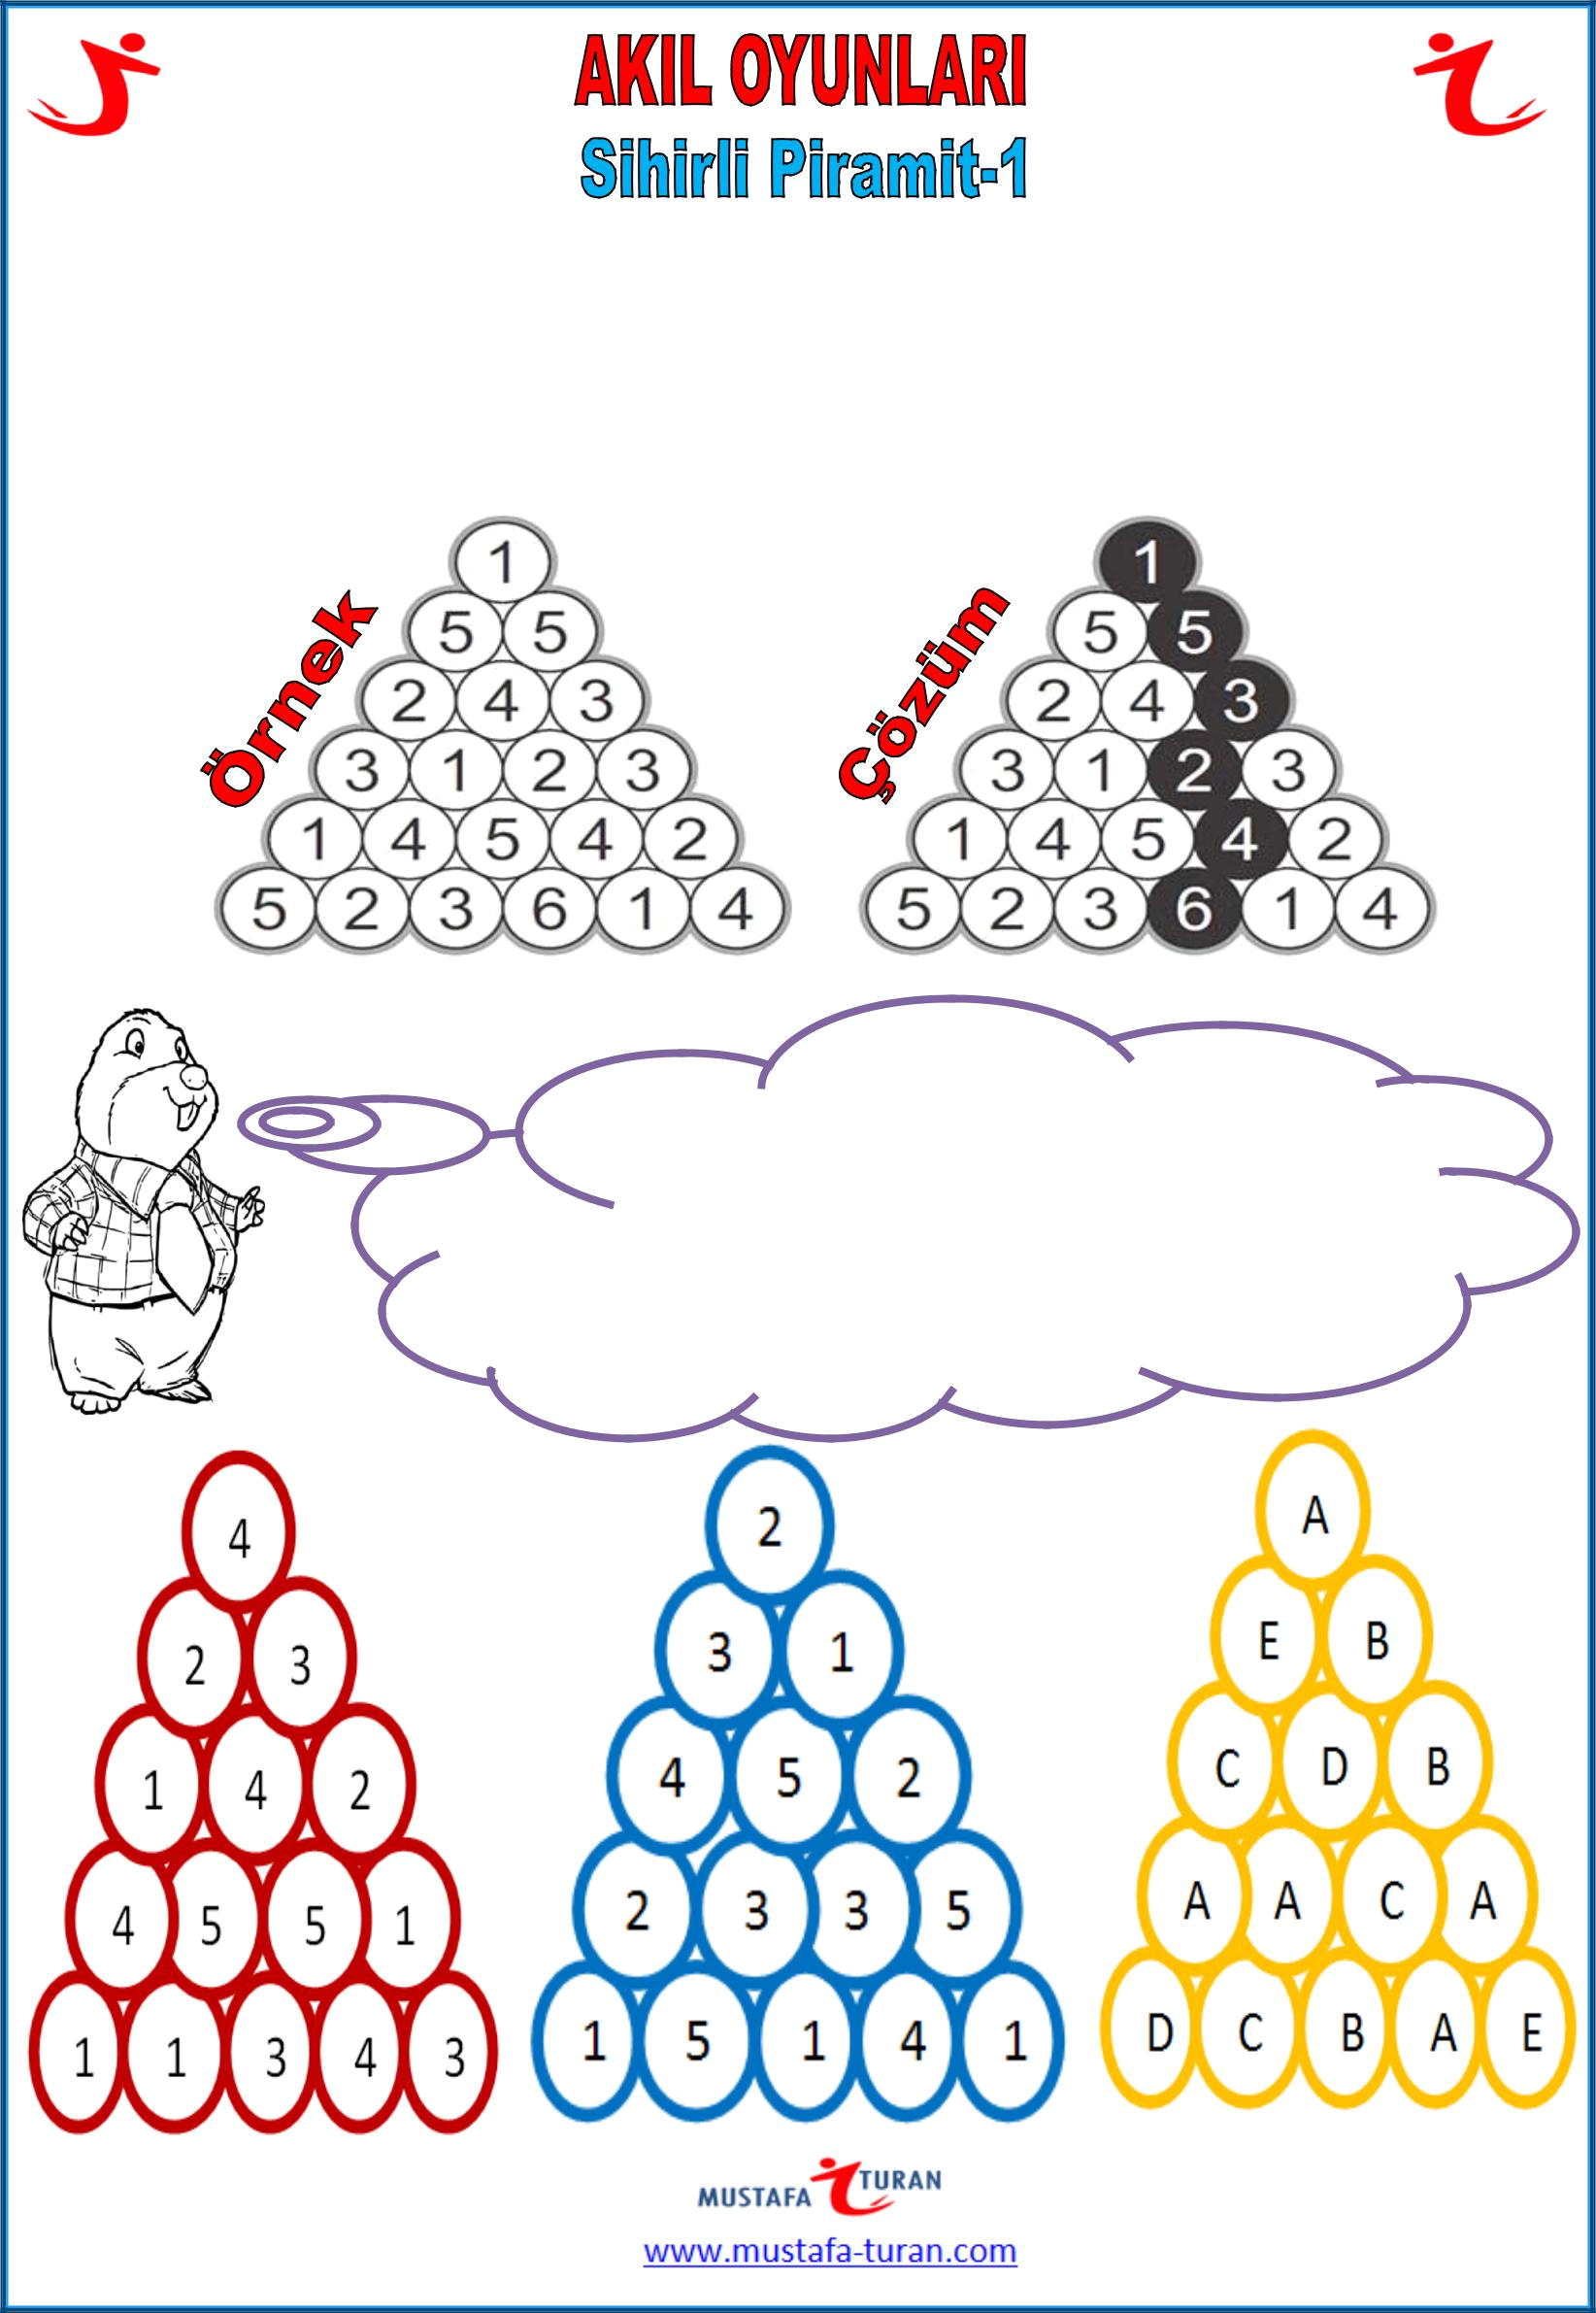 AKIL OYUNLARI
Sihirli Piramit-1
Örnek
1
5 5
2 4 3
3 1 2 3
1 4 5 4 2
5 2 3 6 1 4
Çözüm
1
5 5
2 4 3
3 1 2 3
1 4 5 4 2
5 2 3 6 1 4
4
2 3
1 4 2
4 5 5 1
1 1 3 4 3
2
3 1
4 5 2
2 3 3 5
1 5 1 4 1
A
E B
C D B
A A C A
D C B A E
MUSTAFA TURAN
www.mustafa-turan.com